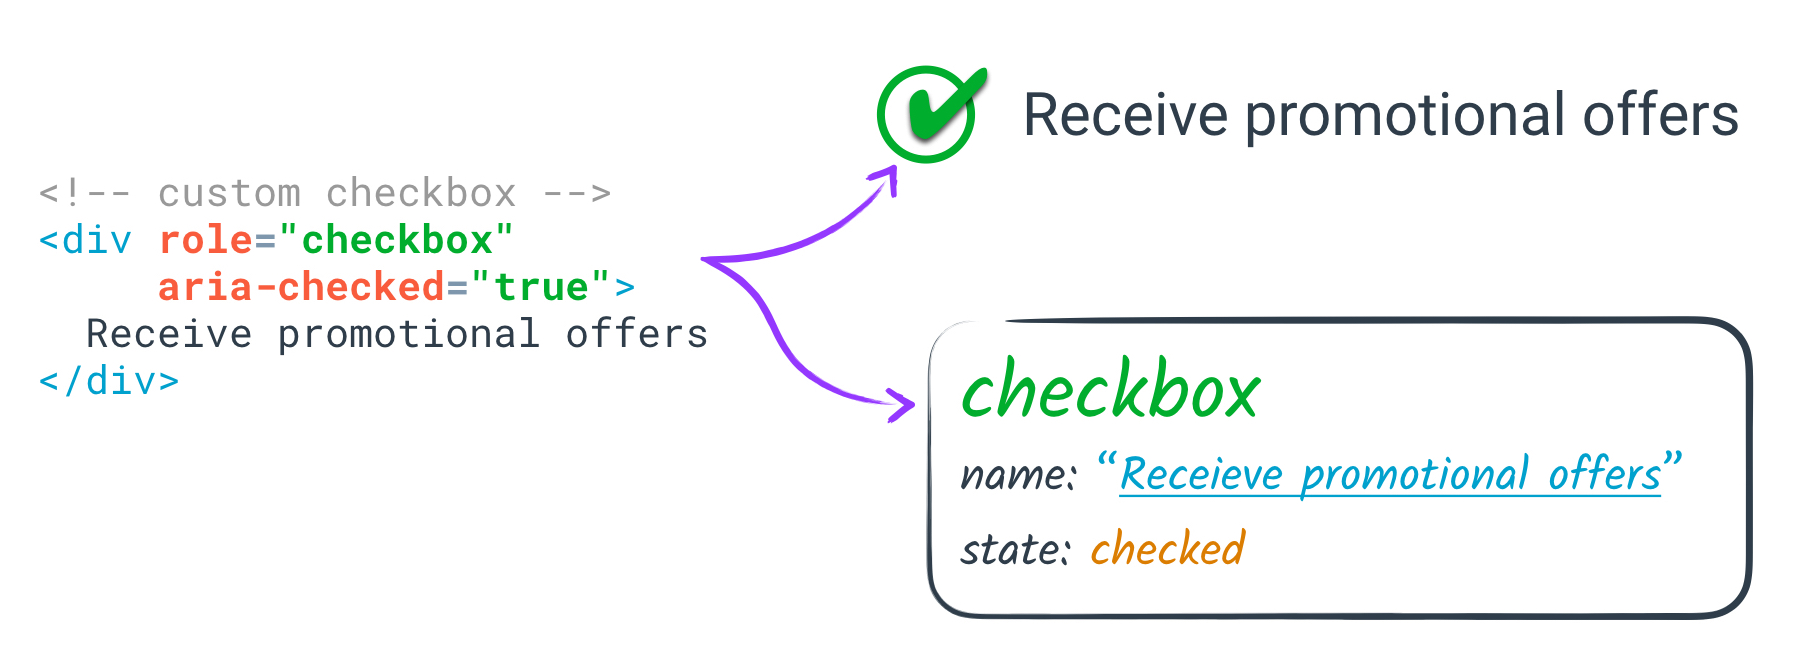 <!-- custom checkbox -->
<div role="checkbox"
aria-checked="true">
Receive promotional offers
</div>
Receive promotional offers
checkbox
name: “Receieve promotional offers”
state: checked